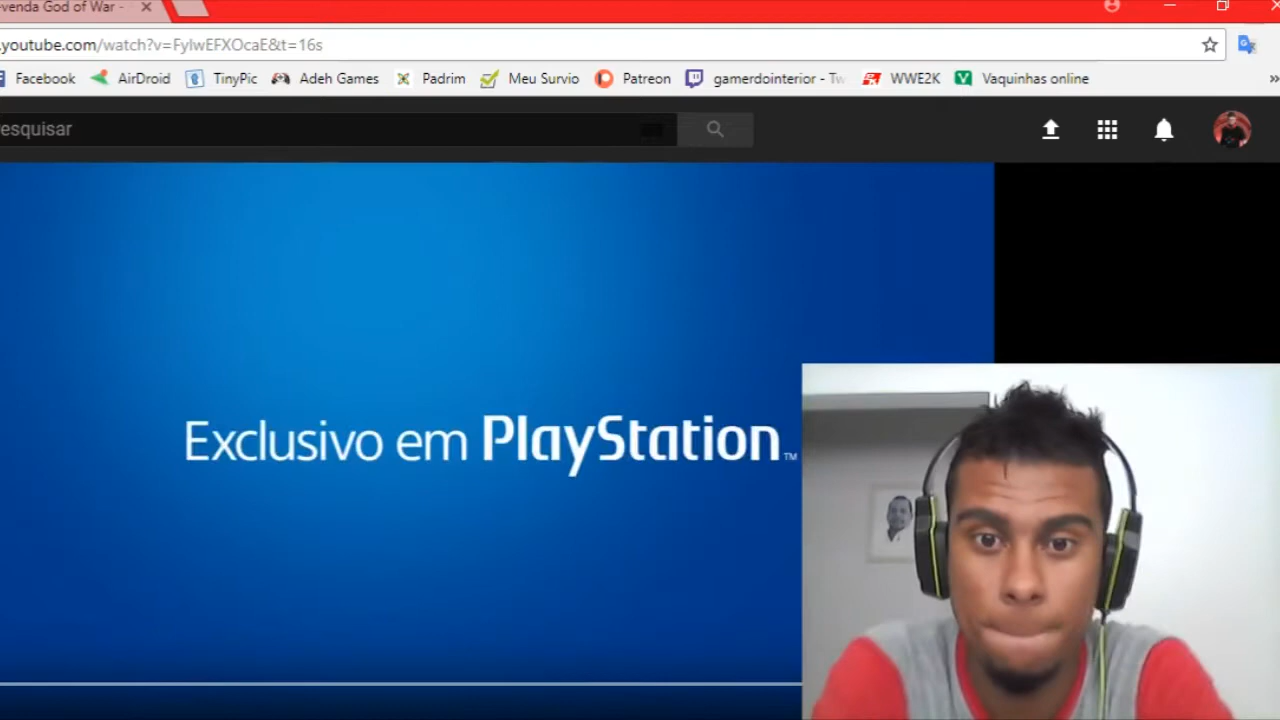 -venda God of War -
.youtube.com/watch?v=FylwEFXOcaE&t=16s
Facebook AirDroid TinyPic Adeh Games Padrim Meu Survio Patreon gamerdointerior - Tw WWE2K Vaquinhas online »
esquisar
Exclusivo em PlayStation™